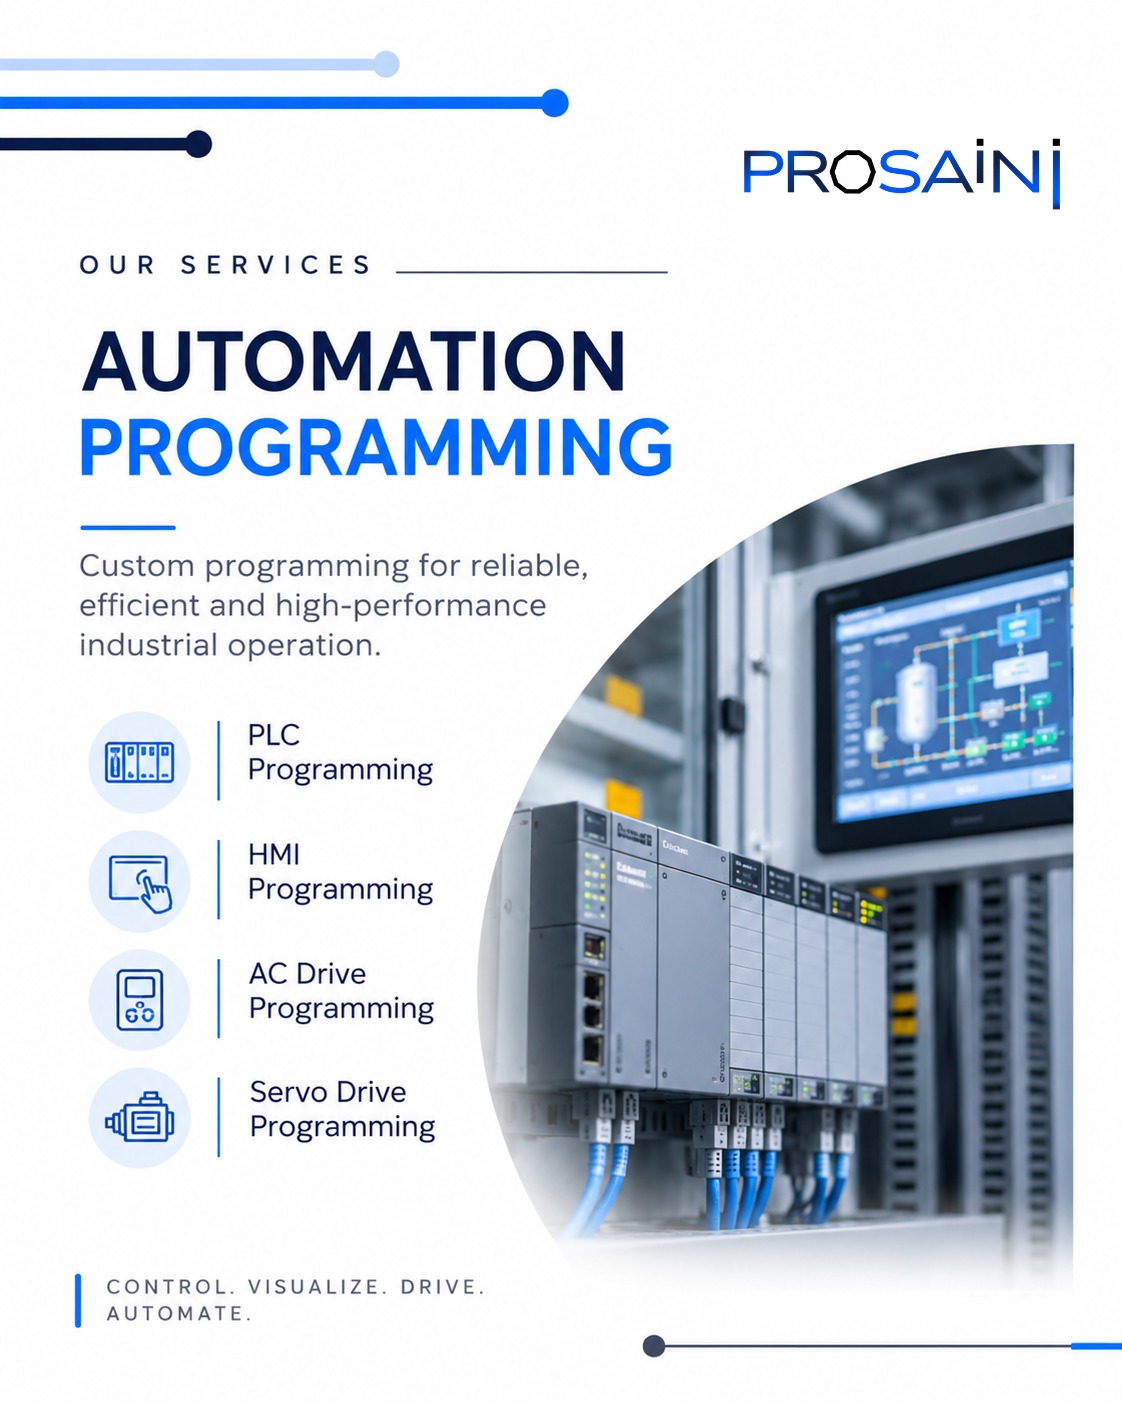 PROSAINI
OUR SERVICES
AUTOMATION
PROGRAMMING
Custom programming for reliable,
efficient and high-performance
industrial operation.
PLC
Programming
HMI
Programming
AC Drive
Programming
Servo Drive
Programming
CONTROL. VISUALIZE. DRIVE.
AUTOMATE.